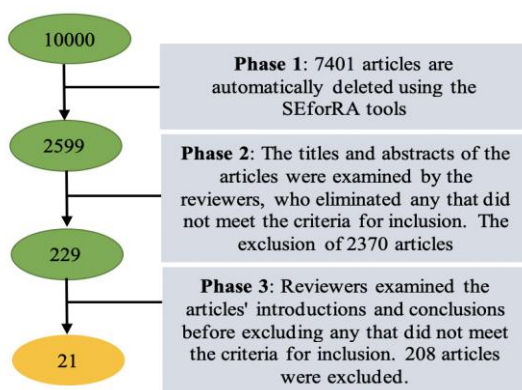 10000
Phase 1: 7401 articles are
automatically deleted using the
SEforRA tools
2599
Phase 2: The titles and abstracts of the
articles were examined by the
reviewers, who eliminated any that did
not meet the criteria for inclusion. The
exclusion of 2370 articles
229
Phase 3: Reviewers examined the
articles' introductions and conclusions
before excluding any that did not meet
the criteria for inclusion. 208 articles
were excluded.
21